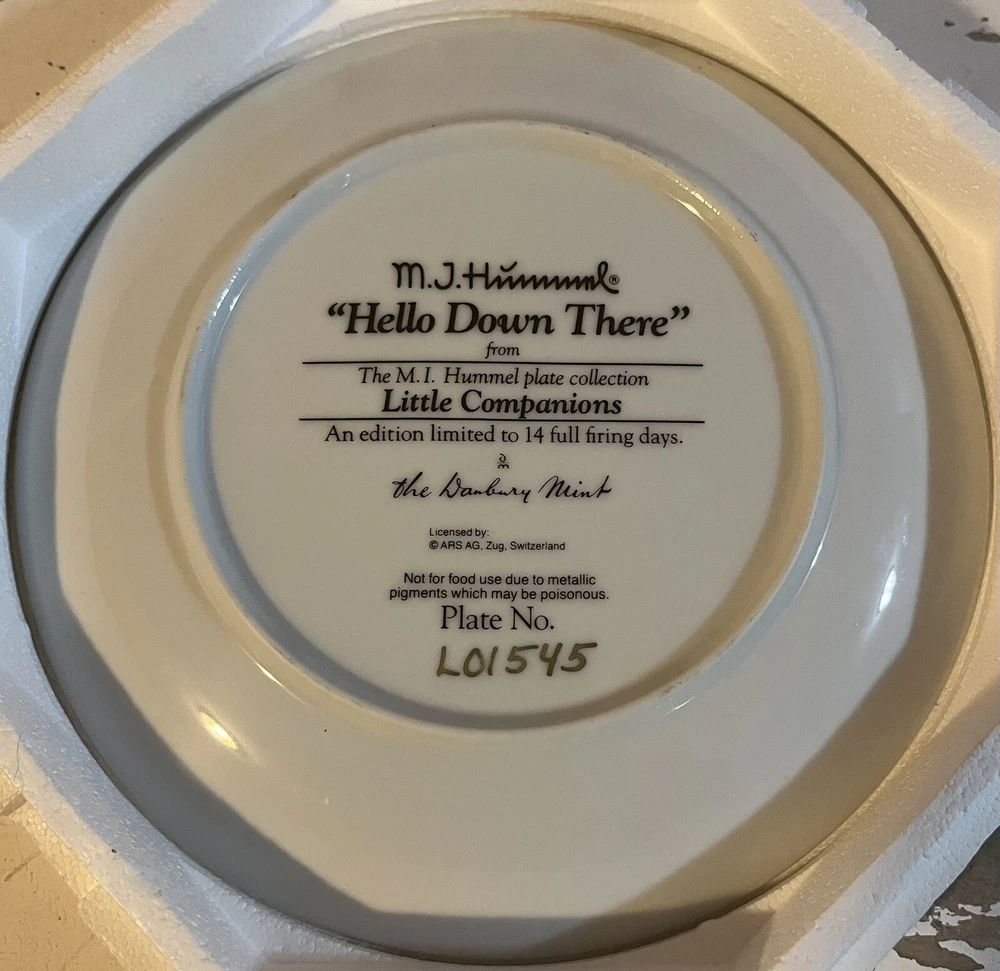 M.J.Hummel®
“Hello Down There”
from
The M.I. Hummel plate collection
Little Companions
An edition limited to 14 full firing days.
the Danbury Mint
Licensed by:
© ARS AG, Zug, Switzerland
Not for food use due to metallic
pigments which may be poisonous.
Plate No.
L01545